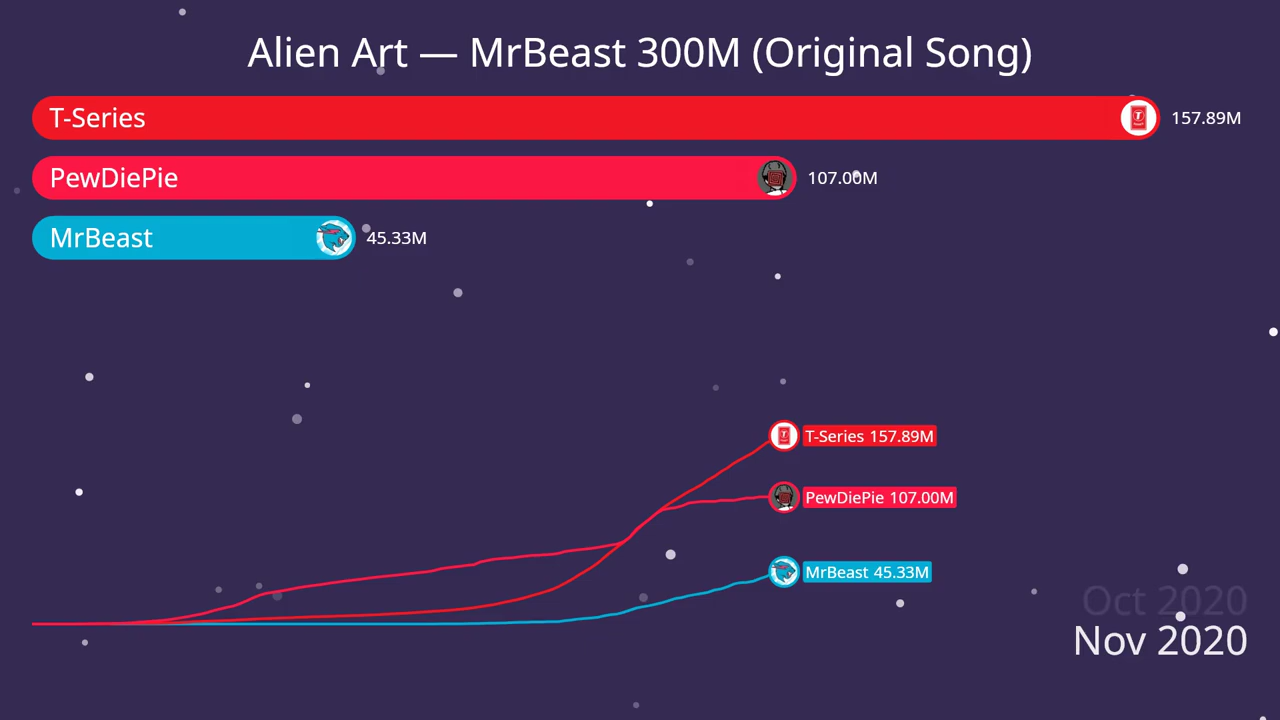 Alien Art — MrBeast 300M (Original Song)
T-Series 157.89M
PewDiePie 107.00M
MrBeast 45.33M
T-Series 157.89M
PewDiePie 107.00M
MrBeast 45.33M
Oct 2020
Nov 2020